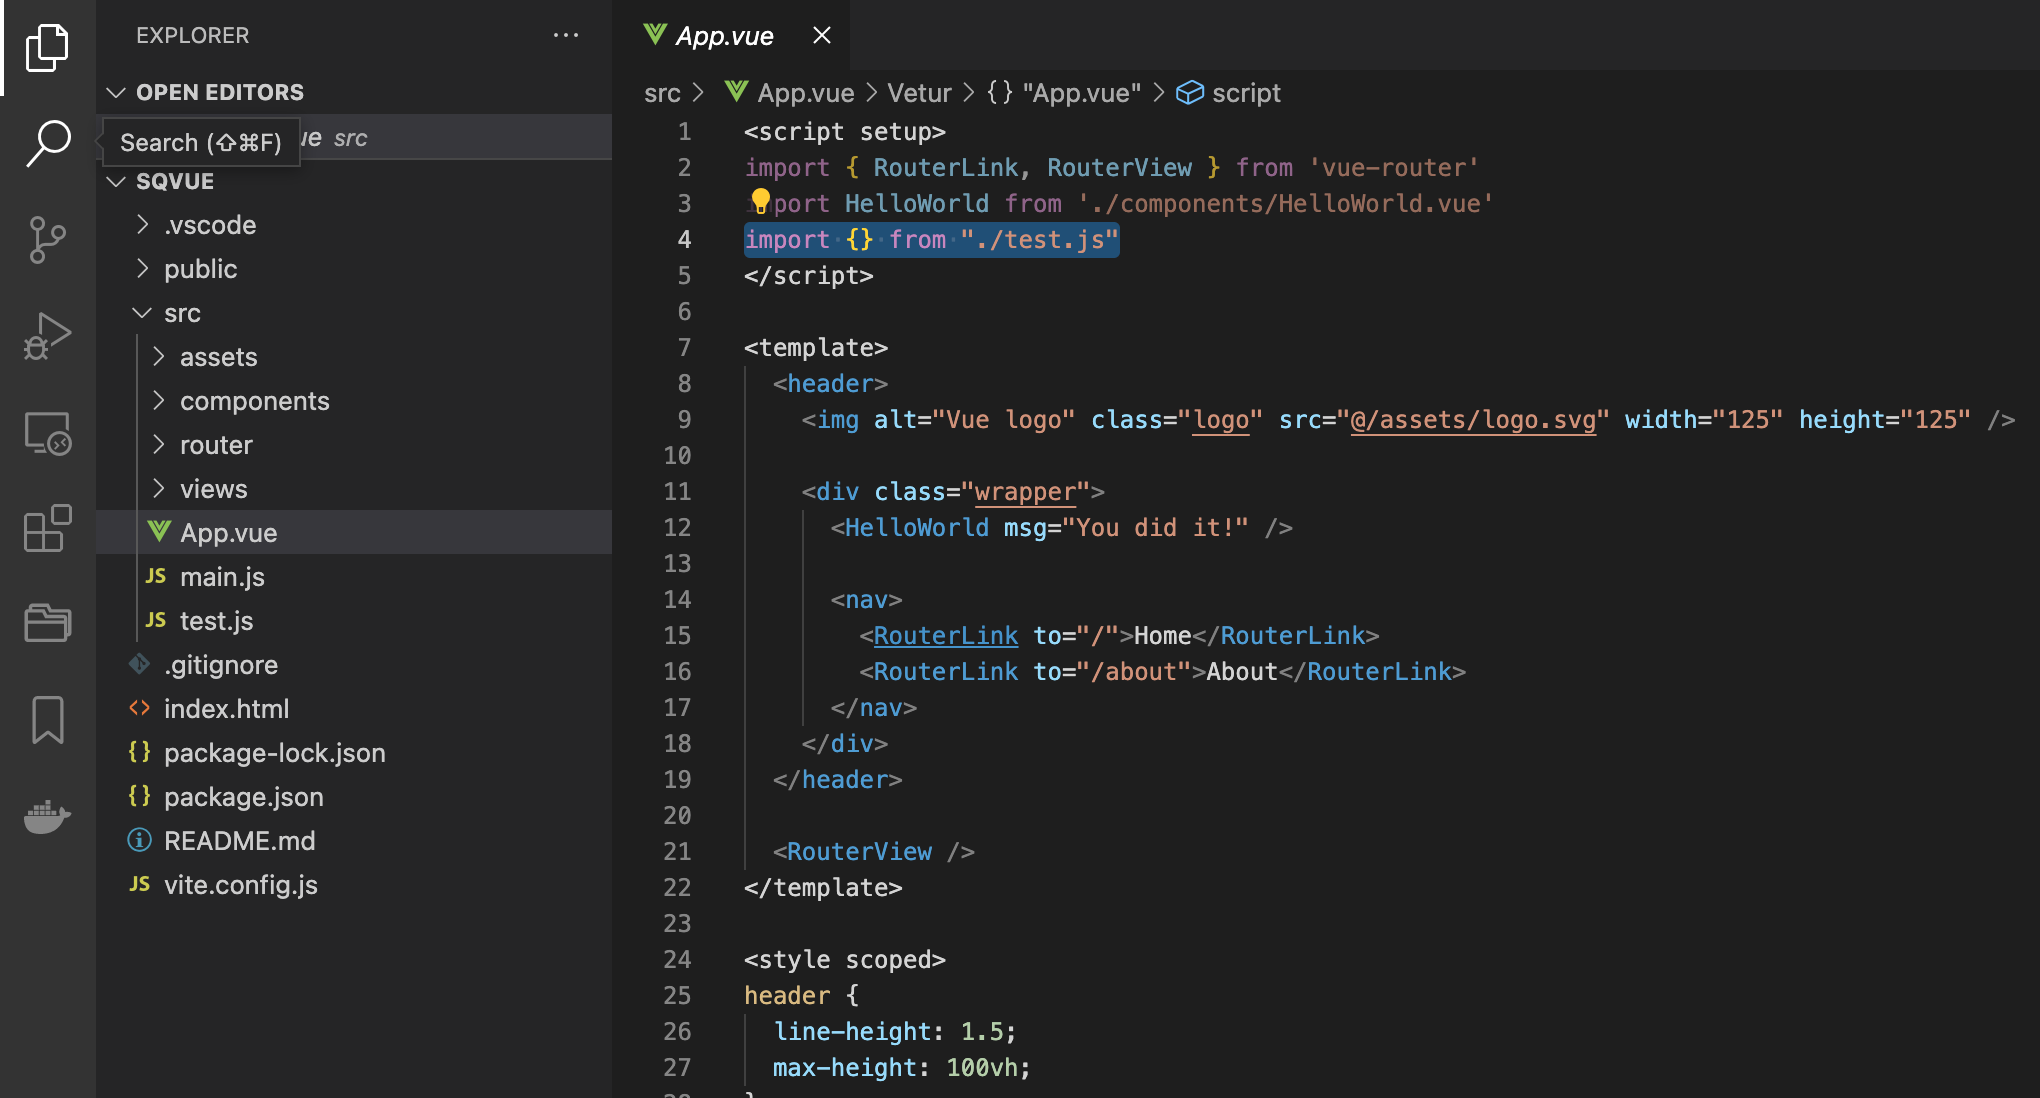 EXPLORER
OPEN EDITORS
Search (⇧⌘F)
ue src
SQVUE
.vscode
public
src
assets
components
router
views
App.vue
JS main.js
JS test.js
.gitignore
<> index.html
{} package-lock.json
{} package.json
README.md
JS vite.config.js
App.vue
src > App.vue > Vetur > {} "App.vue" > script
1 <script setup>
2 import { RouterLink, RouterView } from 'vue-router'
3 import HelloWorld from './components/HelloWorld.vue'
4 import {} from "./test.js"
5 </script>
6
7 <template>
8 <header>
9 <img alt="Vue logo" class="logo" src="@/assets/logo.svg" width="125" height="125" />
10
11 <div class="wrapper">
12 <HelloWorld msg="You did it!" />
13
14 <nav>
15 <RouterLink to="/">Home</RouterLink>
16 <RouterLink to="/about">About</RouterLink>
17 </nav>
18 </div>
19 </header>
20
21 <RouterView />
22 </template>
23
24 <style scoped>
25 header {
26 line-height: 1.5;
27 max-height: 100vh;